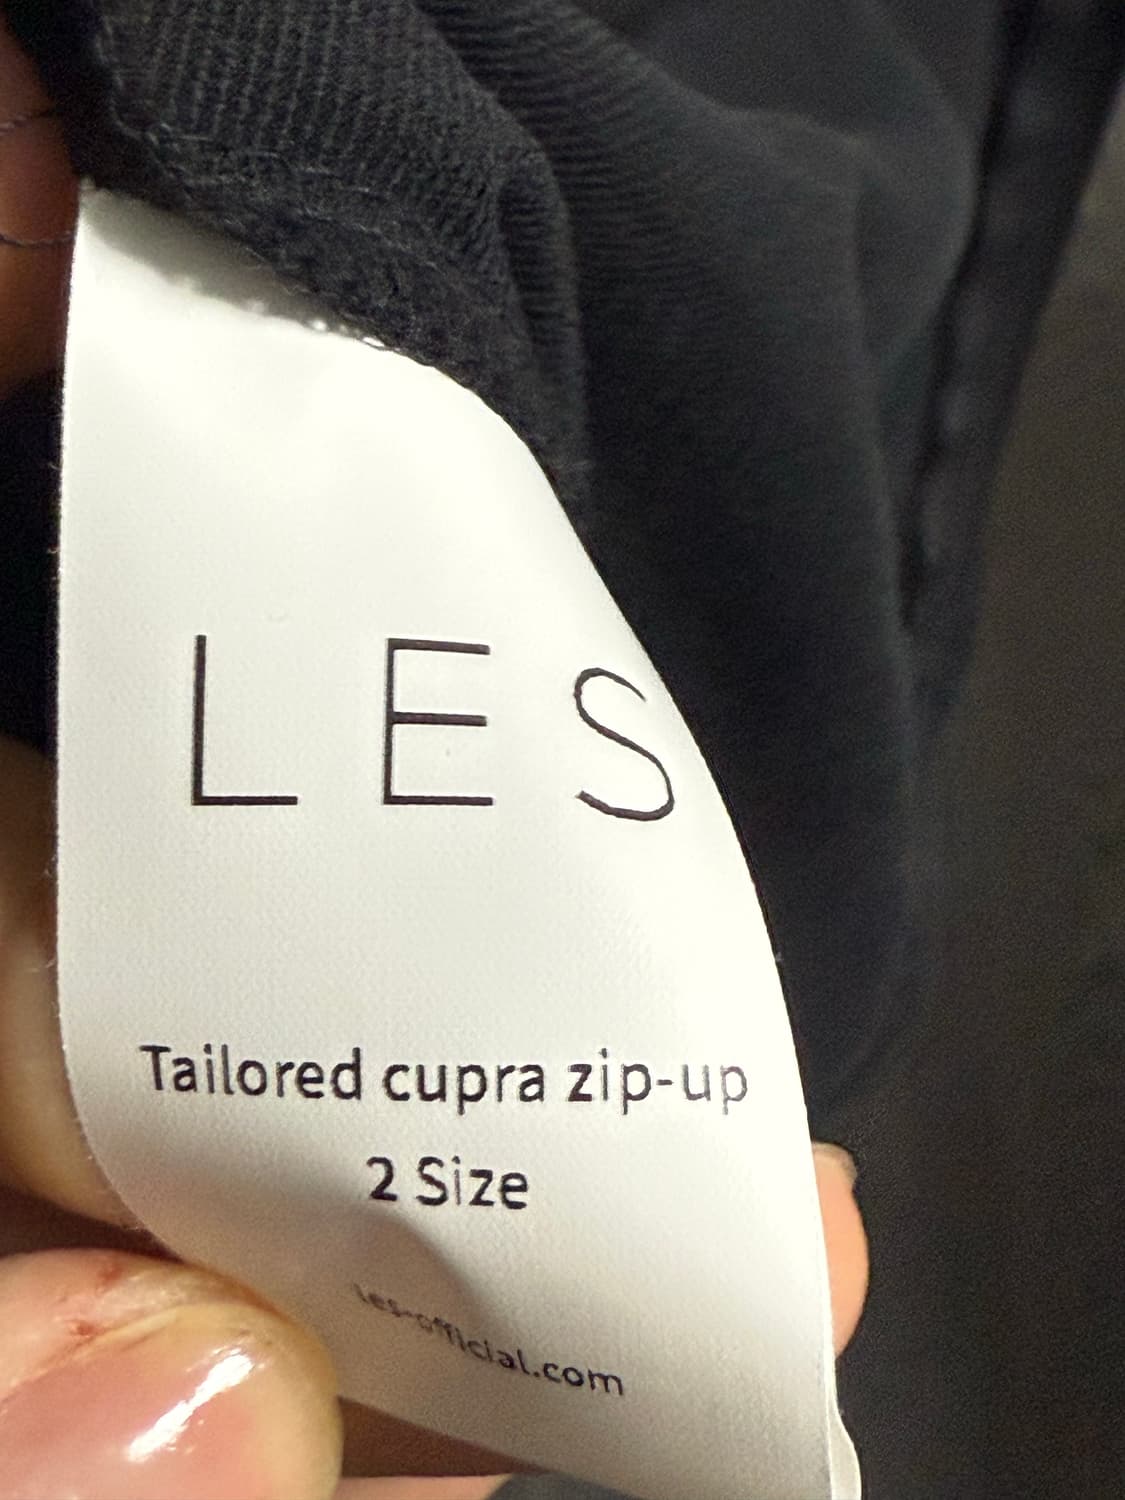 LES
Tailored cupra zip-up
2 Size
les-official.com